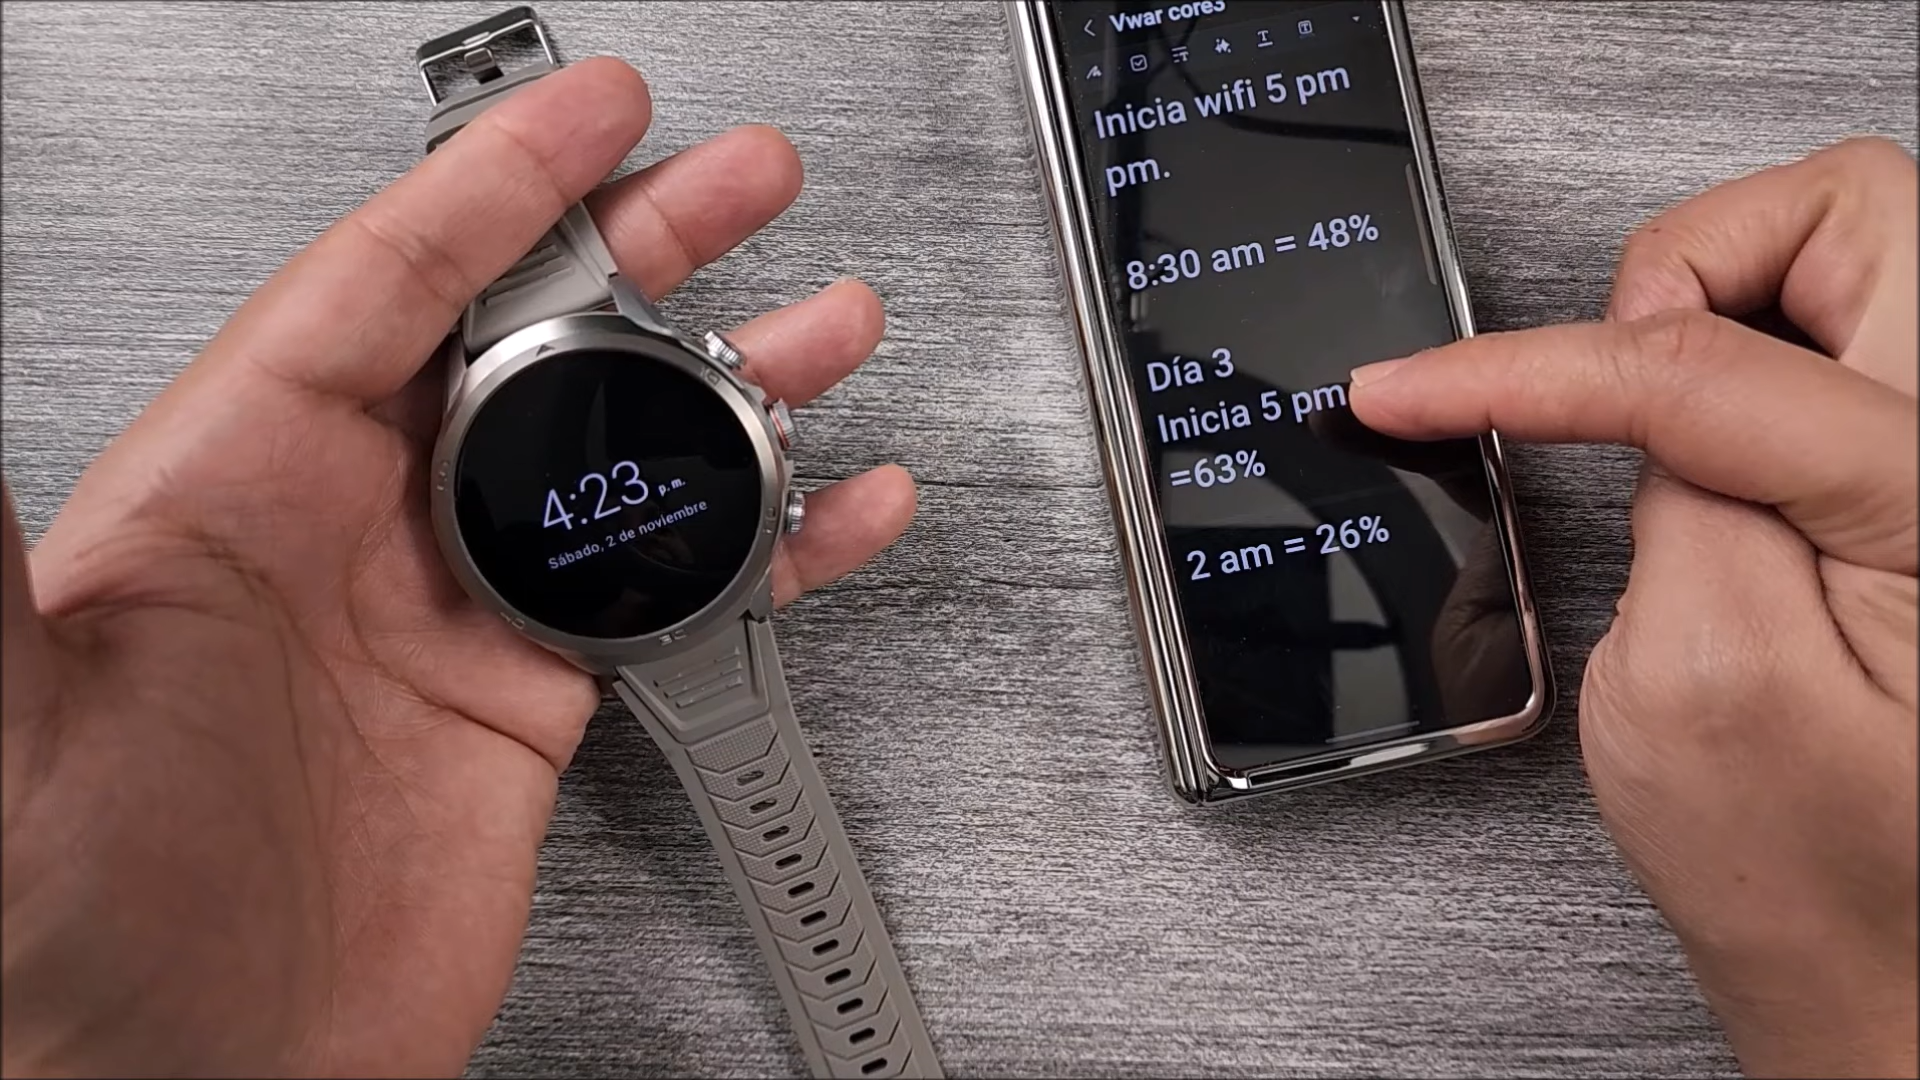 4:23 p. m.
Sábado, 2 de noviembre
Vwar core3
Inicia wifi 5 pm
pm.
8:30 am = 48%
Día 3
Inicia 5 pm
=63%
2 am = 26%